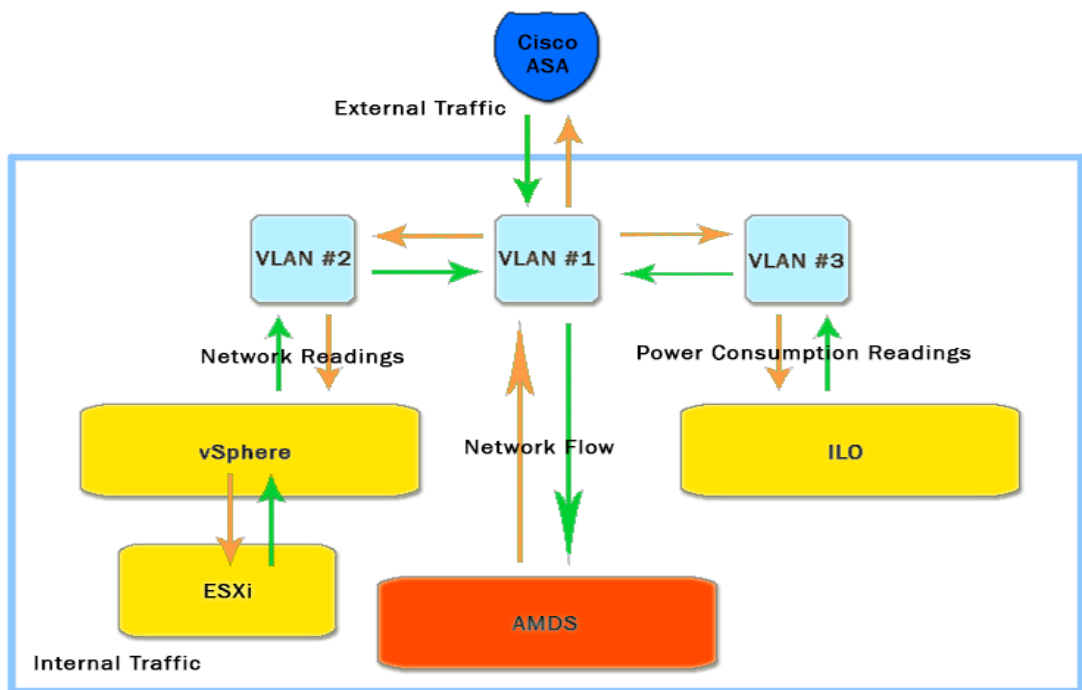 Cisco
ASA
External Traffic
VLAN #2
VLAN #1
VLAN #3
Network Readings
Power Consumption Readings
vSphere
Network Flow
ILO
ESXi
AMDS
Internal Traffic